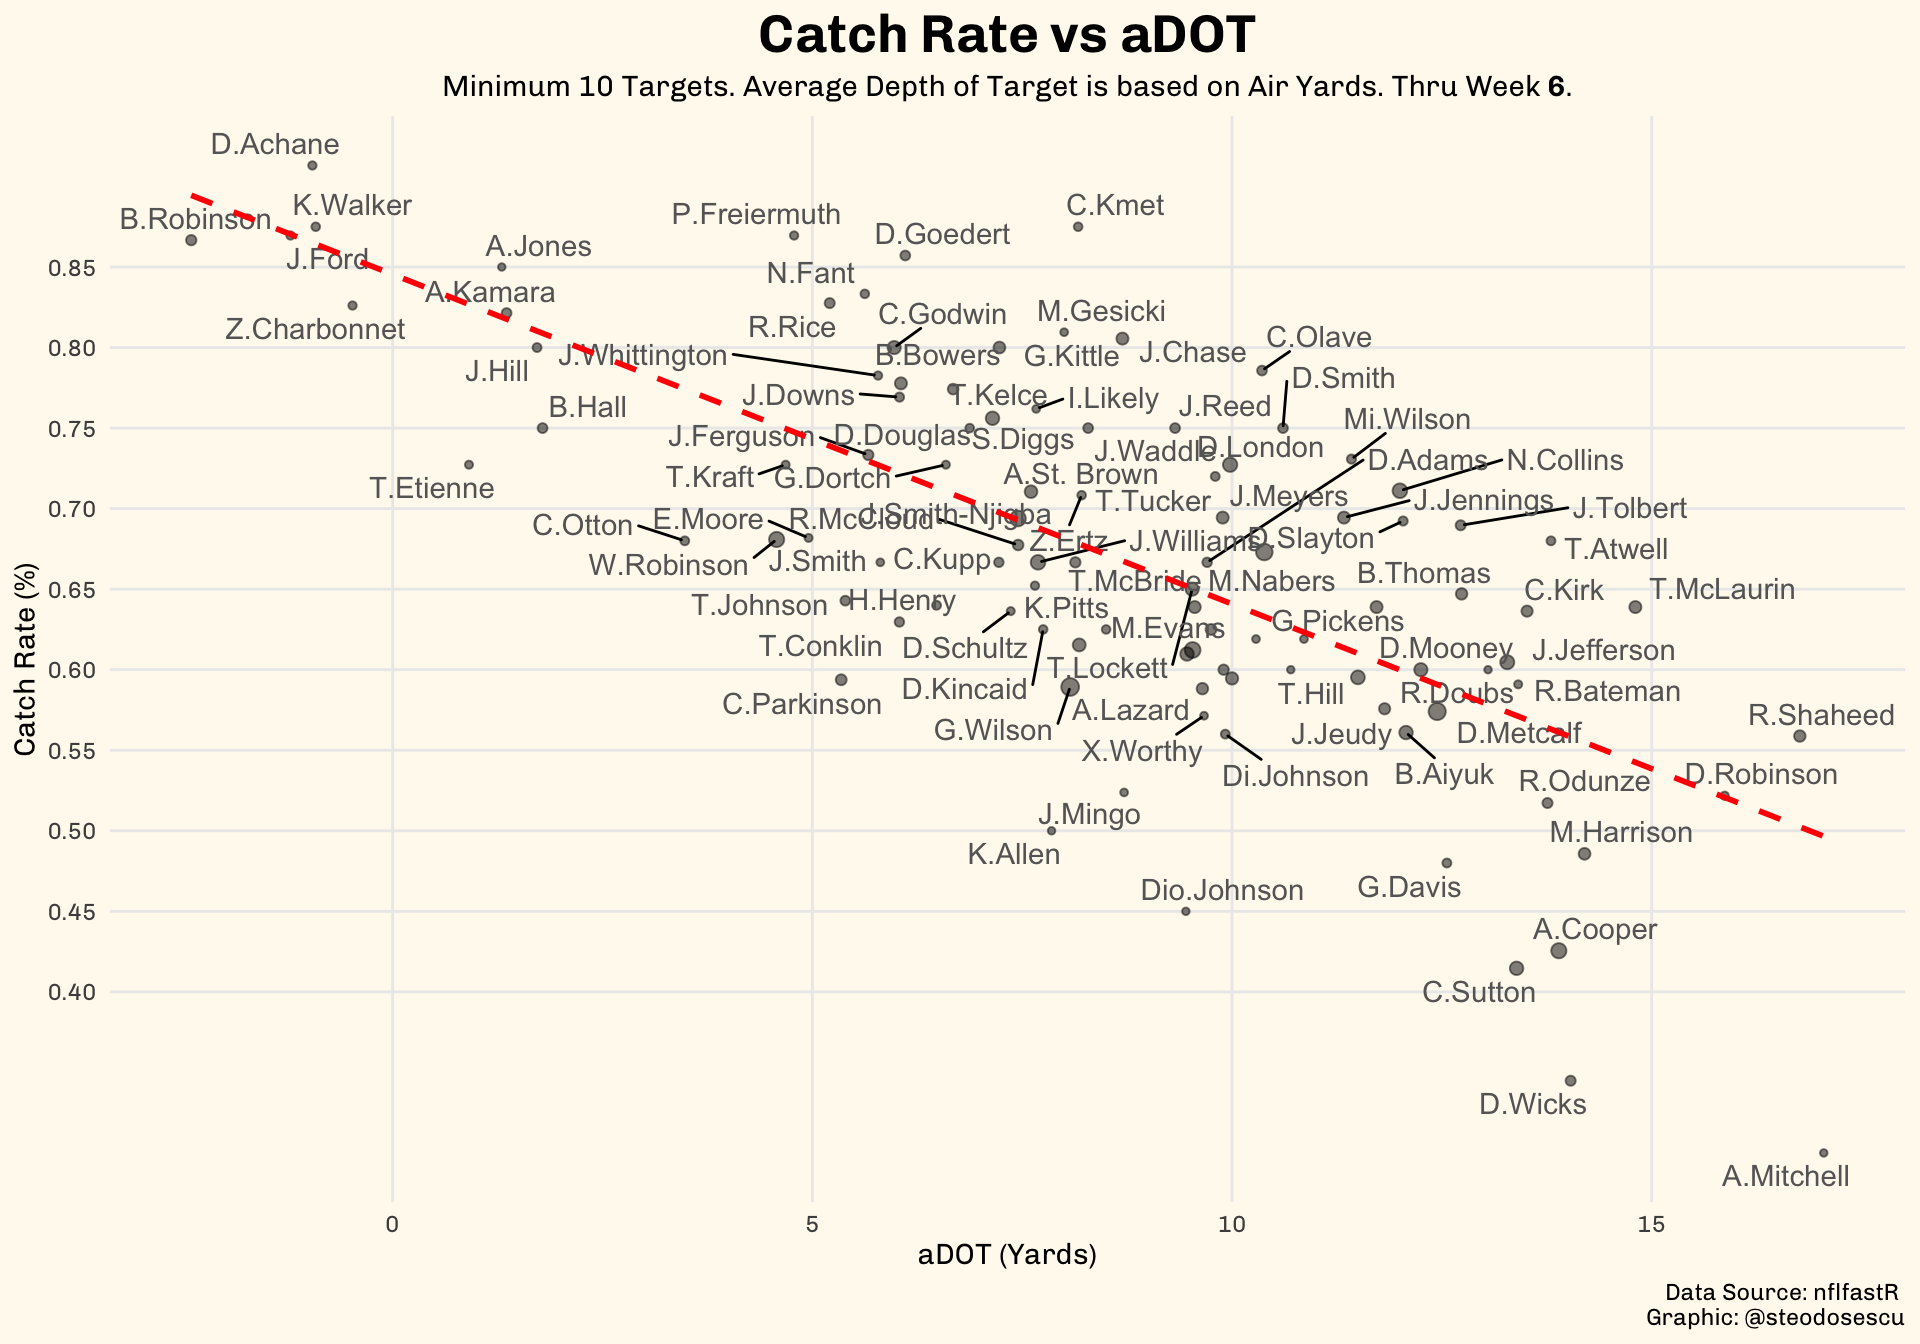 Catch Rate vs aDOT
Minimum 10 Targets. Average Depth of Target is based on Air Yards. Thru Week 6.
D.Achane
K.Walker
B.Robinson
J.Ford
A.Jones
A.Kamara
Z.Charbonnet
J.Hill
B.Hall
T.Etienne
P.Freiermuth
C.Kmet
D.Goedert
N.Fant
R.Rice
C.Godwin
M.Gesicki
C.Olave
J.Whittington
B.Bowers
G.Kittle
J.Chase
D.Smith
J.Downs
T.Kelce
I.Likely
J.Reed
Mi.Wilson
J.Ferguson
D.Douglas
S.Diggs
J.Waddle
D.London
D.Adams
N.Collins
T.Kraft
G.Dortch
A.St. Brown
T.Tucker
J.Meyers
J.Jennings
J.Tolbert
C.Otton
E.Moore
R.McCloud
J.Smith-Njigba
Z.Ertz
J.Williams
D.Slayton
T.Atwell
W.Robinson
J.Smith
C.Kupp
T.McBride
M.Nabers
B.Thomas
C.Kirk
T.McLaurin
T.Johnson
H.Henry
K.Pitts
M.Evans
G.Pickens
T.Conklin
D.Schultz
T.Lockett
D.Mooney
J.Jefferson
C.Parkinson
D.Kincaid
T.Hill
R.Doubs
R.Bateman
G.Wilson
A.Lazard
X.Worthy
J.Jeudy
D.Metcalf
R.Shaheed
Di.Johnson
B.Aiyuk
R.Odunze
D.Robinson
J.Mingo
M.Harrison
K.Allen
G.Davis
Dio.Johnson
A.Cooper
C.Sutton
D.Wicks
A.Mitchell
0.85
0.80
0.75
0.70
0.65
0.60
0.55
0.50
0.45
0.40
Catch Rate (%)
0 5 10 15
aDOT (Yards)
Data Source: nflfastR
Graphic: @steodosescu